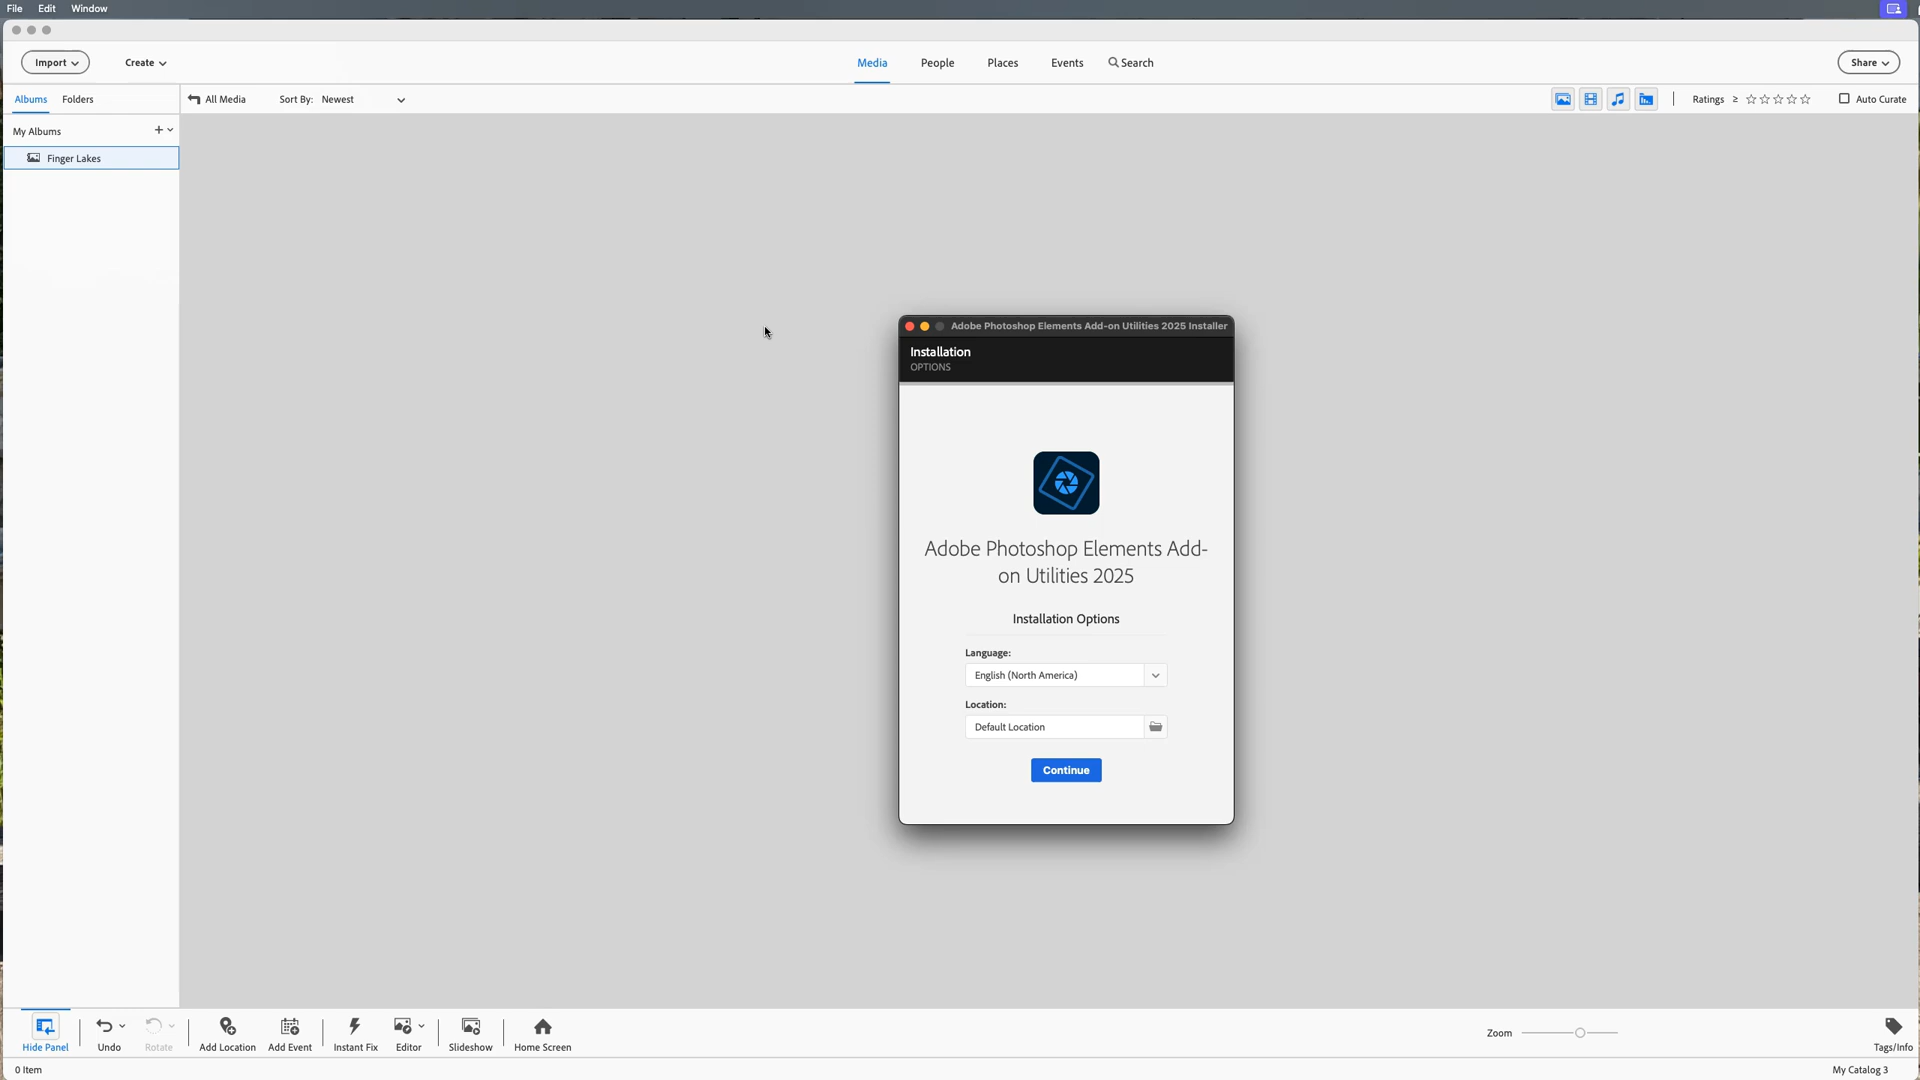 File Edit Window
Import Create Media People Places Events Search Share
Albums Folders All Media Sort By: Newest Ratings ≥ Auto Curate
My Albums
Finger Lakes
Adobe Photoshop Elements Add-on Utilities 2025 Installer
Installation
OPTIONS
Adobe Photoshop Elements Add-
on Utilities 2025
Installation Options
Language:
English (North America)
Location:
Default Location
Continue
Zoom
Hide Panel Undo Rotate Add Location Add Event Instant Fix Editor Slideshow Home Screen Tags/Info
0 Item My Catalog 3